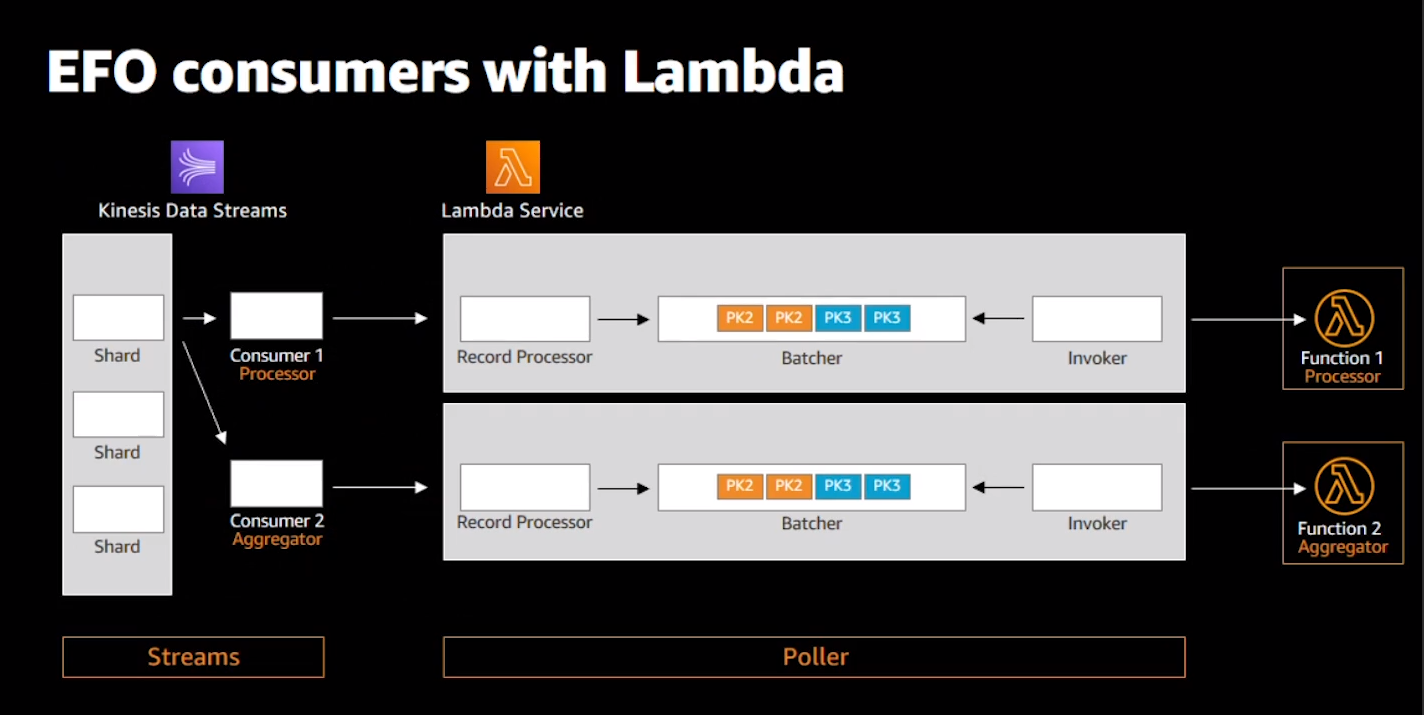 EFO consumers with Lambda
Kinesis Data Streams
Lambda Service
Shard
Shard
Shard
Consumer 1
Processor
Consumer 2
Aggregator
Record Processor
PK2 PK2 PK3 PK3
Batcher
Invoker
Function 1
Processor
Record Processor
PK2 PK2 PK3 PK3
Batcher
Invoker
Function 2
Aggregator
Streams
Poller